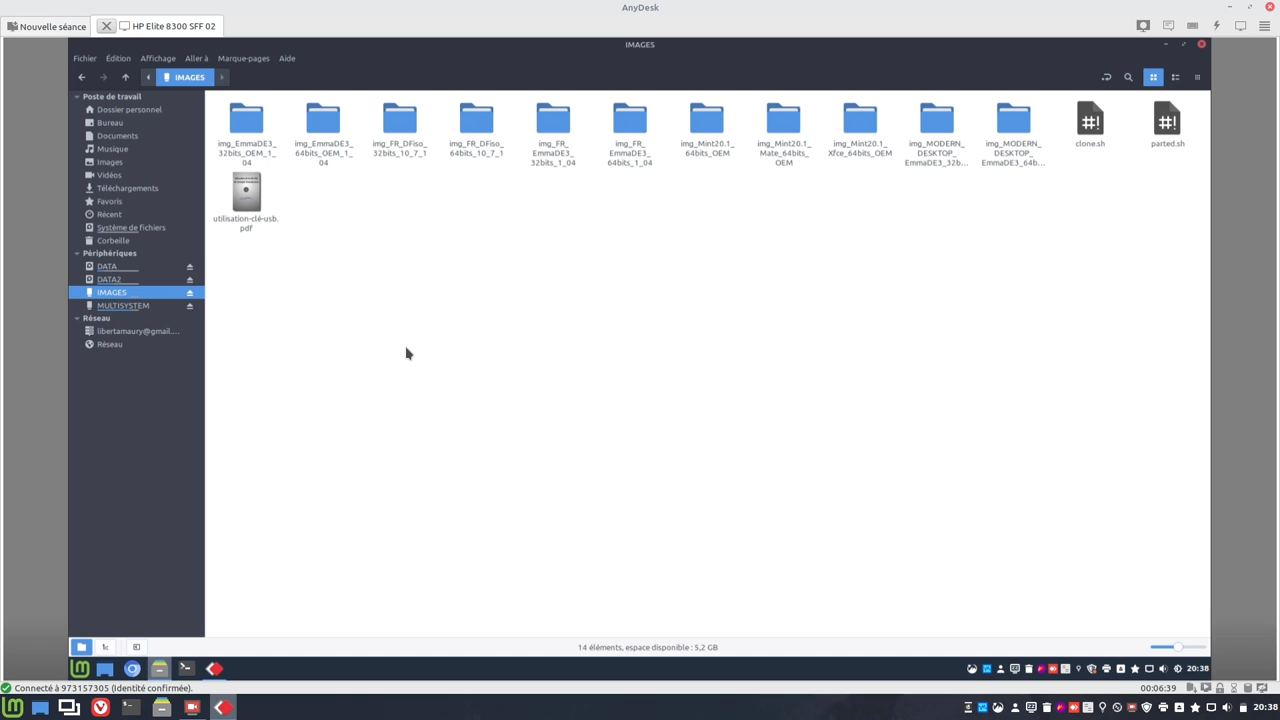 AnyDesk
Nouvelle séance
HP Elite 8300 SFF 02
IMAGES
Fichier Édition Affichage Aller à Marque-pages Aide
IMAGES
Poste de travail
Dossier personnel
Bureau
Documents
Musique
Images
Vidéos
Téléchargements
Favoris
Récent
Système de fichiers
Corbeille
Périphériques
DATA
DATA2
IMAGES
MULTISYSTEM
Réseau
libertamaury@gmail....
Réseau
img_EmmaDE3_
32bits_OEM_1_
04
img_EmmaDE3_
64bits_OEM_1_
04
img_FR_DFiso_
32bits_10_7_1
img_FR_DFiso_
64bits_10_7_1
img_FR_
EmmaDE3_
32bits_1_04
img_FR_
EmmaDE3_
64bits_1_04
img_Mint20.1_
64bits_OEM
img_Mint20.1_
Mate_64bits_
OEM
img_Mint20.1_
Xfce_64bits_OEM
img_MODERN_
DESKTOP_
EmmaDE3_32b...
img_MODERN_
DESKTOP_
EmmaDE3_64b...
#!
clone.sh
#!
parted.sh
utilisation-clé-usb.
pdf
14 éléments, espace disponible : 5,2 GB
20:38
Connecté à 973157305 (Identité confirmée).
00:06:39
20:38